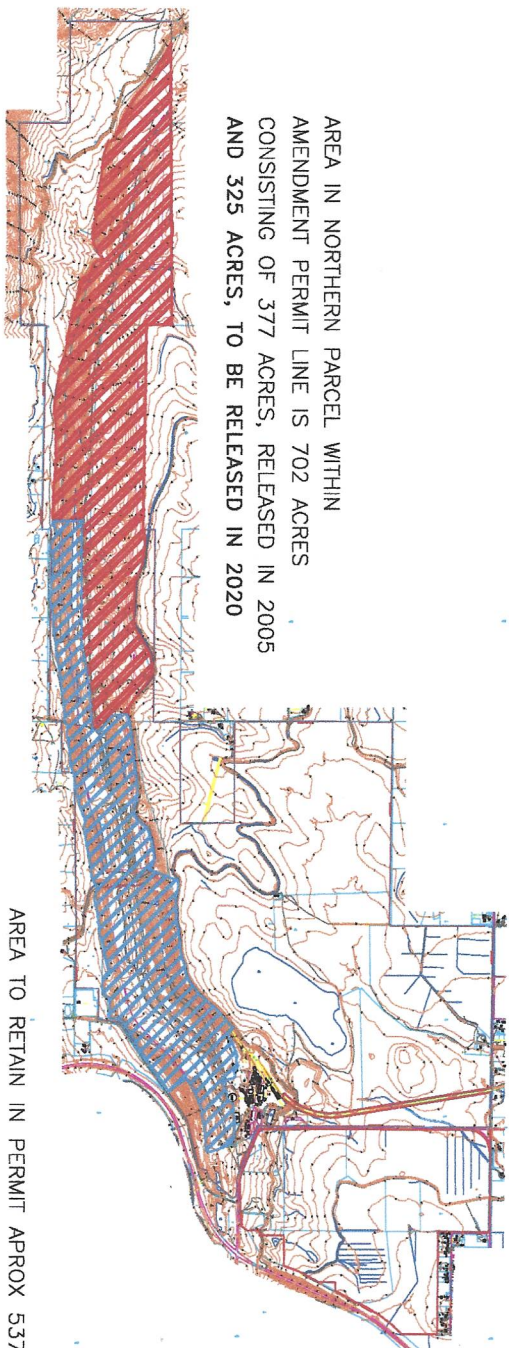 AREA IN NORTHERN PARCEL WITHIN
AMENDMENT PERMIT LINE IS 702 ACRES
CONSISTING OF 377 ACRES, RELEASED IN 2005
AND 325 ACRES, TO BE RELEASED IN 2020
AREA TO RETAIN IN PERMIT APROX 537